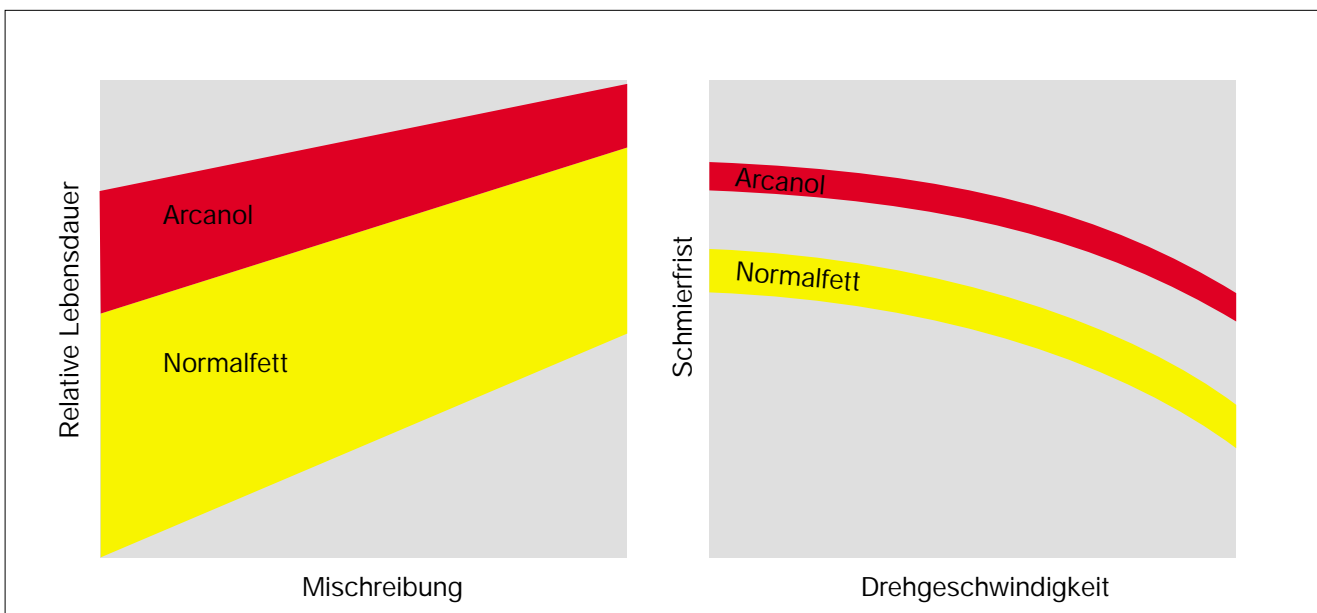 Relative Lebensdauer
Arcanol
Normalfett
Mischreibung
Schmierfrist
Arcanol
Normalfett
Drehgeschwindigkeit